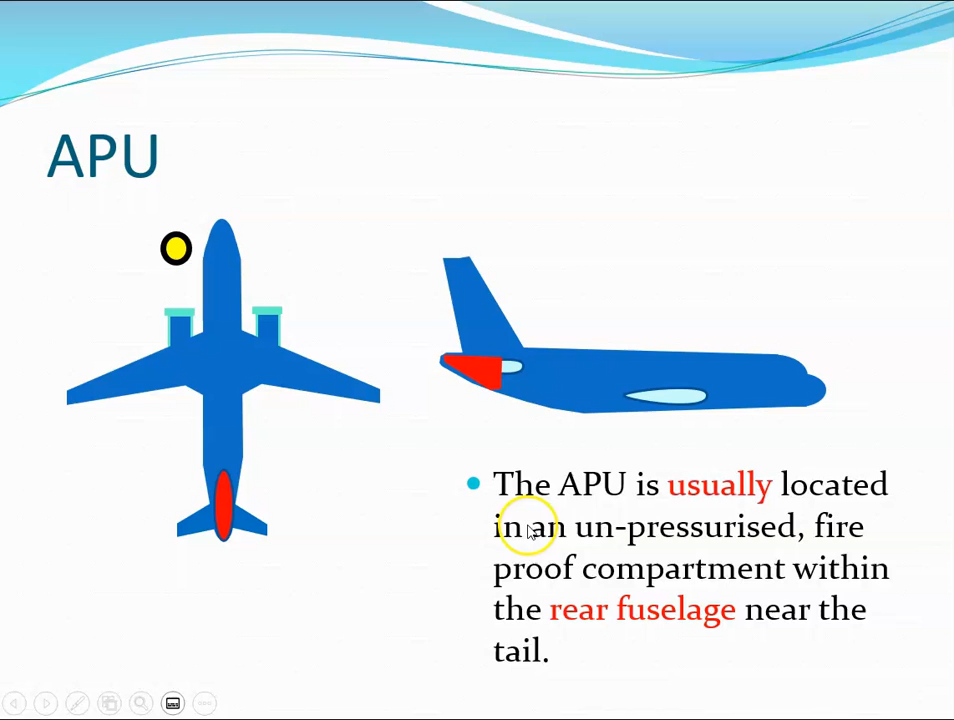 APU
The APU is usually located
in an un-pressurised, fire
proof compartment within
the rear fuselage near the
tail.